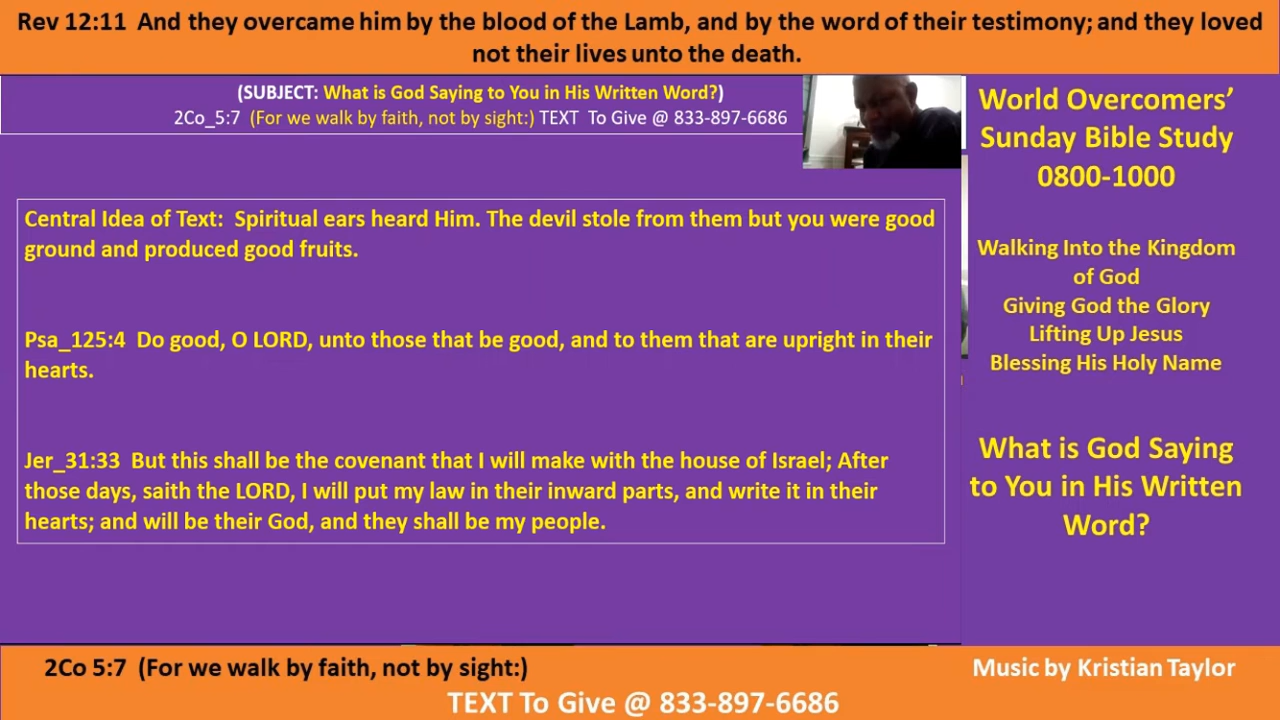 Rev 12:11 And they overcame him by the blood of the Lamb, and by the word of their testimony; and they loved
not their lives unto the death.
(SUBJECT: What is God Saying to You in His Written Word?)
2Co_5:7 (For we walk by faith, not by sight:) TEXT To Give @ 833-897-6686
Central Idea of Text: Spiritual ears heard Him. The devil stole from them but you were good
ground and produced good fruits.
Psa_125:4 Do good, O LORD, unto those that be good, and to them that are upright in their
hearts.
Jer_31:33 But this shall be the covenant that I will make with the house of Israel; After
those days, saith the LORD, I will put my law in their inward parts, and write it in their
hearts; and will be their God, and they shall be my people.
World Overcomers’
Sunday Bible Study
0800-1000
Walking Into the Kingdom
of God
Giving God the Glory
Lifting Up Jesus
Blessing His Holy Name
What is God Saying
to You in His Written
Word?
2Co 5:7 (For we walk by faith, not by sight:)
Music by Kristian Taylor
TEXT To Give @ 833-897-6686